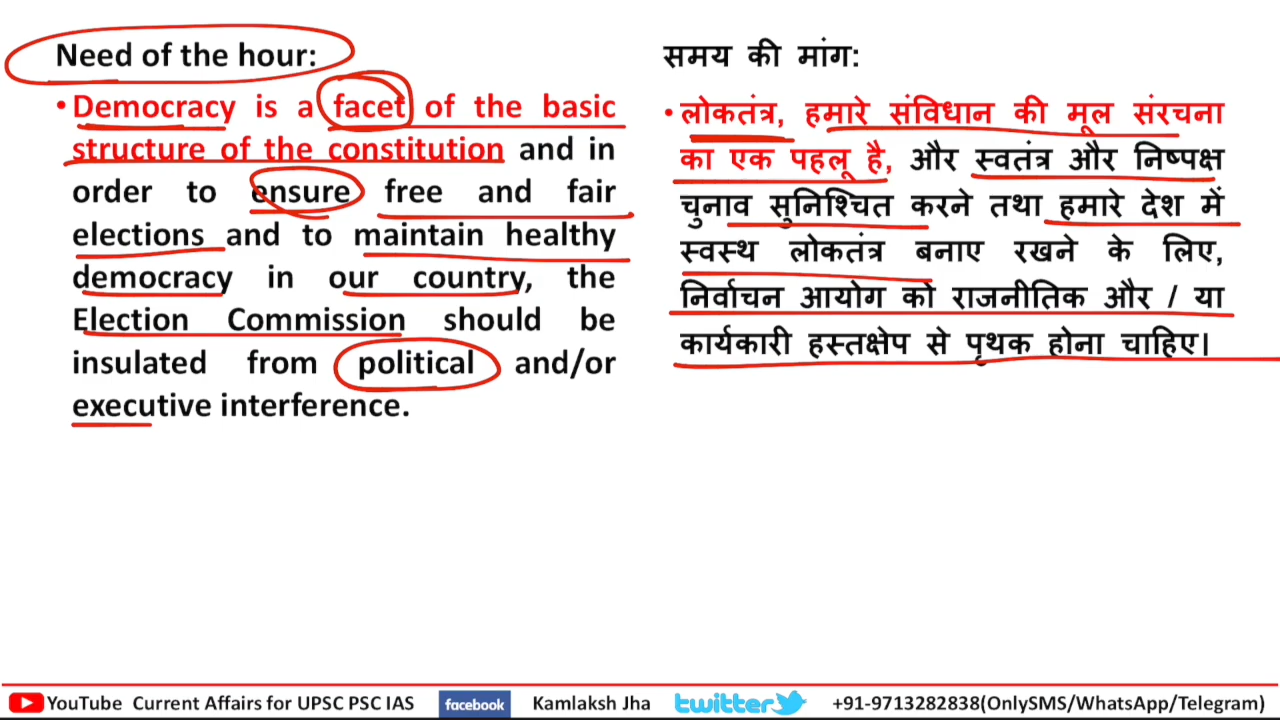 Need of the hour:
•Democracy is a facet of the basic
structure of the constitution and in
order to ensure free and fair
elections and to maintain healthy
democracy in our country, the
Election Commission should be
insulated from political and/or
executive interference.
समय की मांग:
•लोकतंत्र, हमारे संविधान की मूल संरचना
का एक पहलू है, और स्वतंत्र और निष्पक्ष
चुनाव सुनिश्चित करने तथा हमारे देश में
स्वस्थ लोकतंत्र बनाए रखने के लिए,
निर्वाचन आयोग को राजनीतिक और / या
कार्यकारी हस्तक्षेप से पृथक होना चाहिए।
YouTube Current Affairs for UPSC PSC IAS facebook Kamlaksh Jha twitter +91-9713282838(OnlySMS/WhatsApp/Telegram)